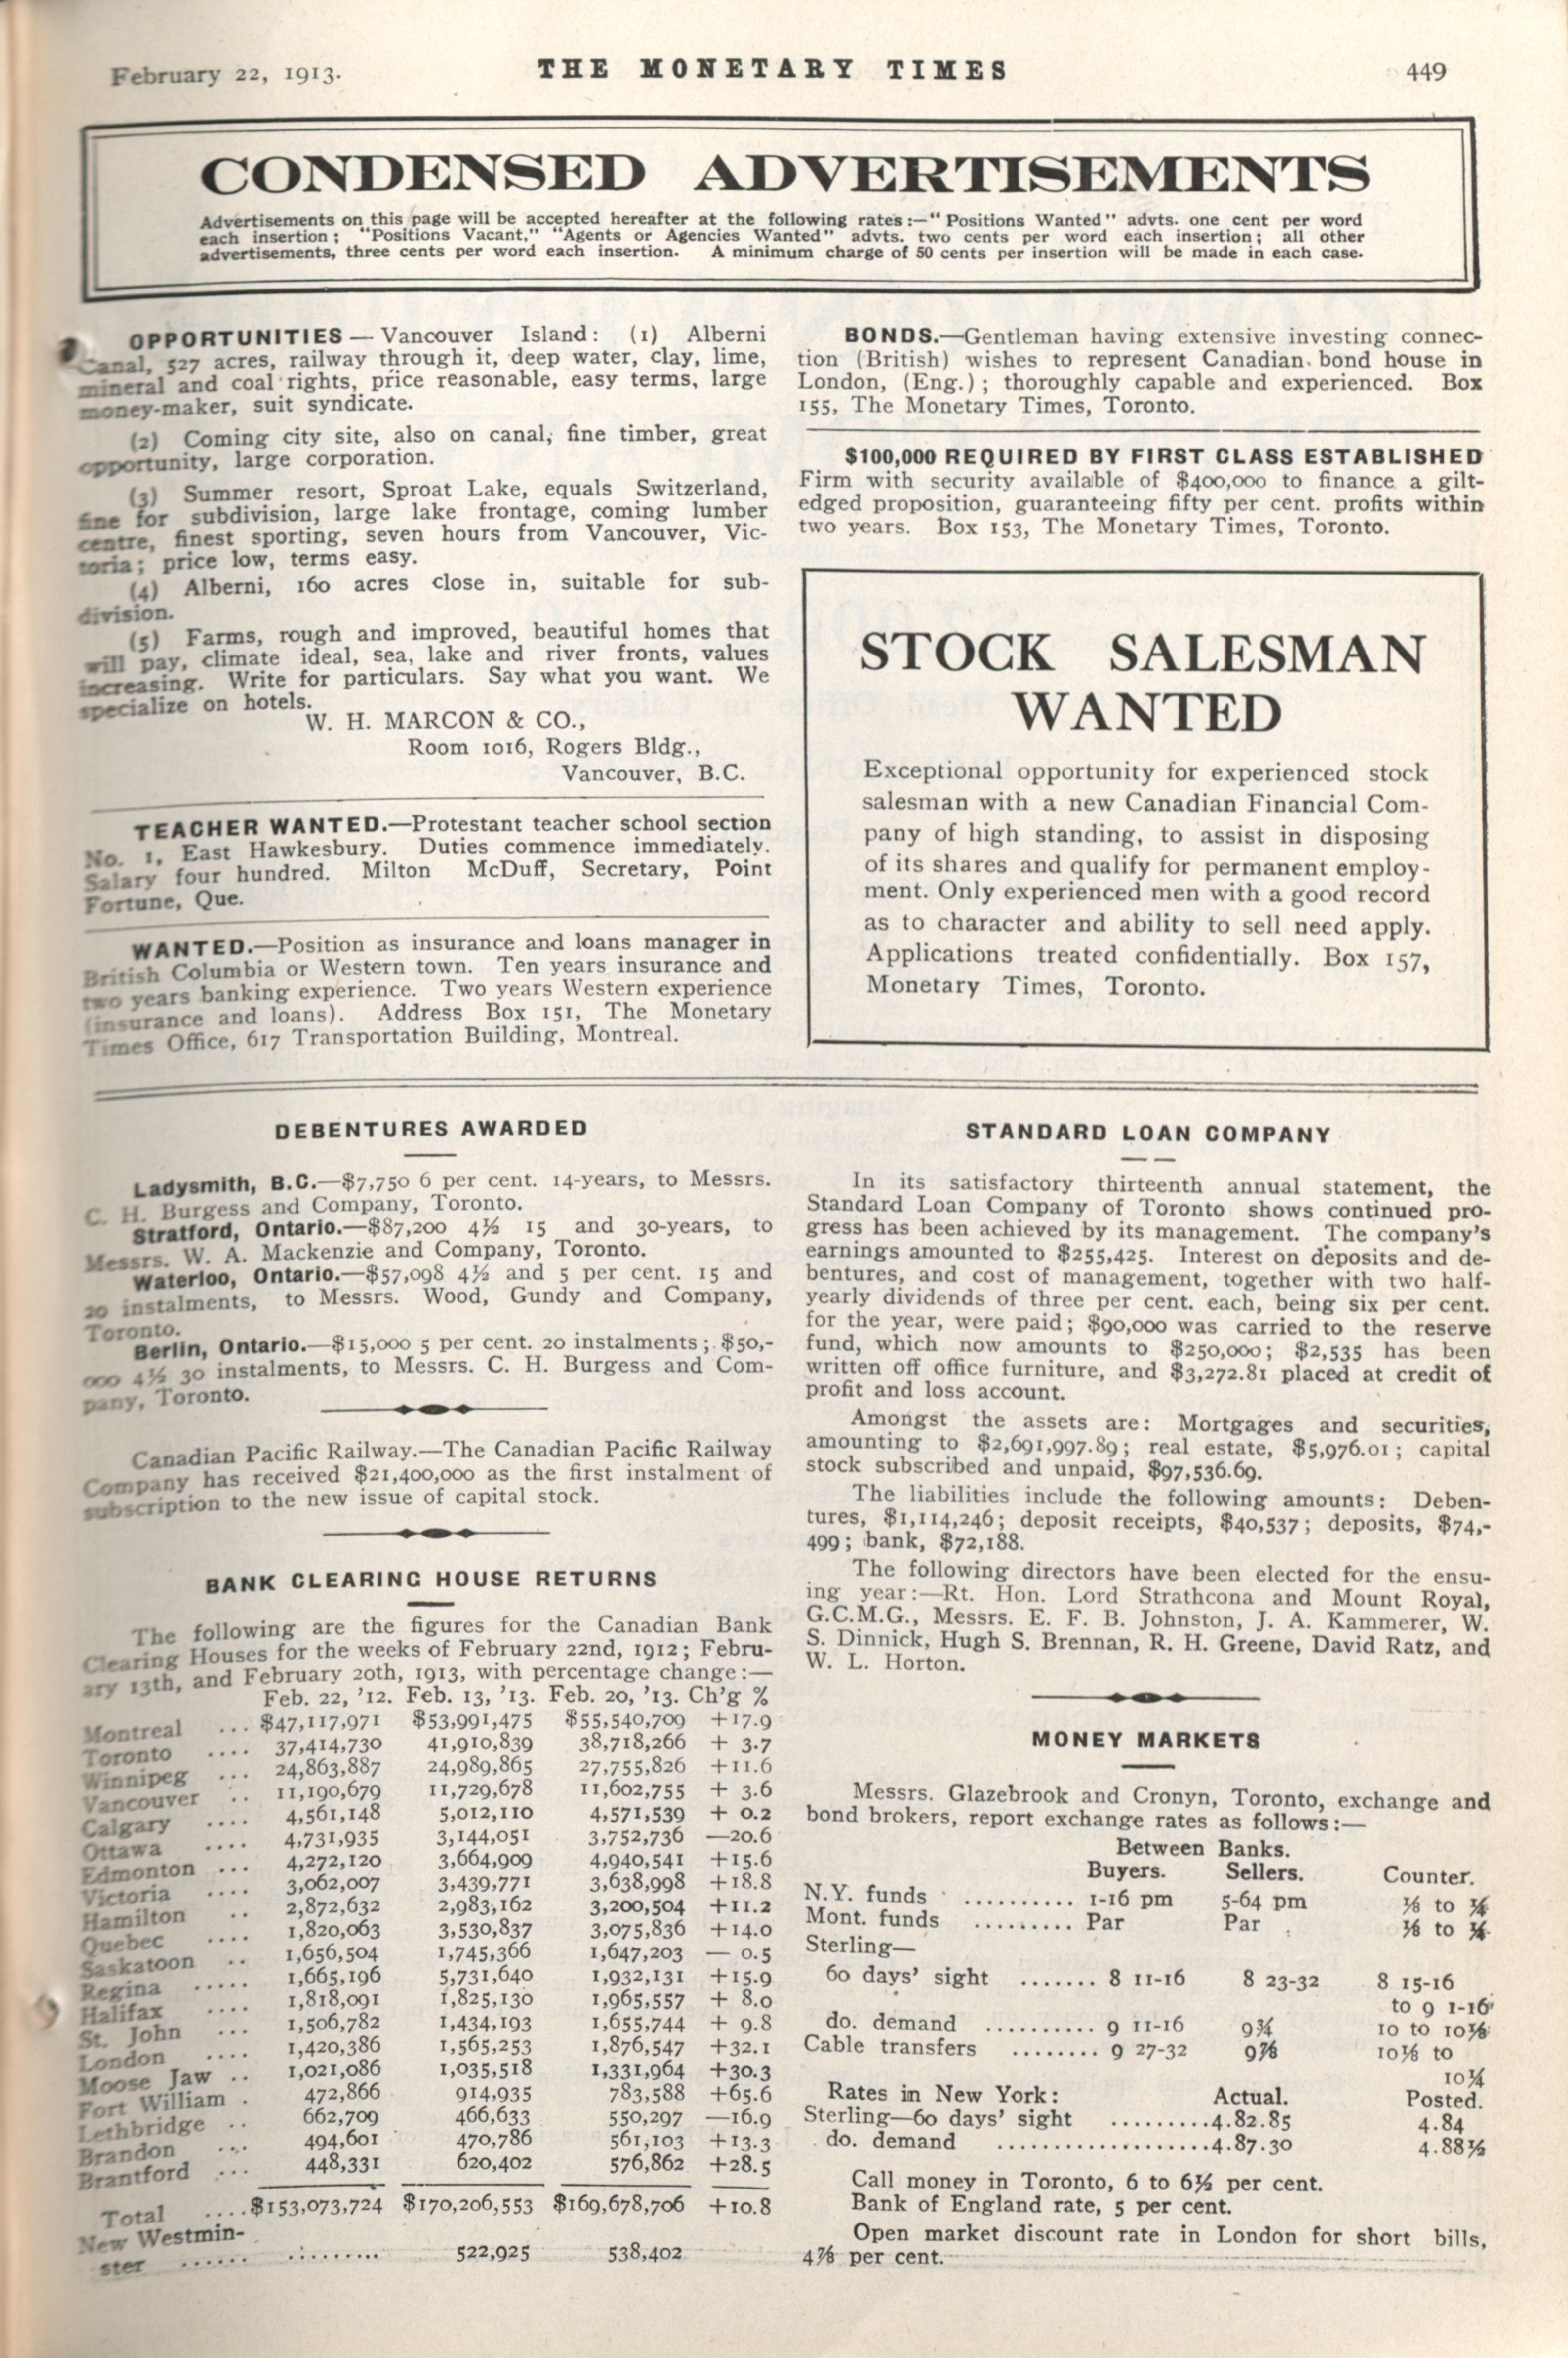 February 22, 1913.
THE MONETARY TIMES
449
CONDENSED ADVERTISEMENTS
Advertisements on this page will be accepted hereafter at the following rates:—"Positions Wanted" advts. one cent per word
each insertion; "Positions Vacant," "Agents or Agencies Wanted" advts. two cents per word each insertion; all other
advertisements, three cents per word each insertion. A minimum charge of 50 cents per insertion will be made in each case.
OPPORTUNITIES — Vancouver Island: (1) Alberni
Canal, 527 acres, railway through it, deep water, clay, lime,
mineral and coal rights, price reasonable, easy terms, large
money-maker, suit syndicate.
(2) Coming city site, also on canal, fine timber, great
opportunity, large corporation.
(3) Summer resort, Sproat Lake, equals Switzerland,
fine for subdivision, large lake frontage, coming lumber
centre, finest sporting, seven hours from Vancouver, Vic-
toria; price low, terms easy.
(4) Alberni, 160 acres close in, suitable for sub-
division.
(5) Farms, rough and improved, beautiful homes that
will pay, climate ideal, sea, lake and river fronts, values
increasing. Write for particulars. Say what you want. We
specialize on hotels.
W. H. MARCON & CO.,
Room 1016, Rogers Bldg.,
Vancouver, B.C.
TEACHER WANTED.—Protestant teacher school section
No. 1, East Hawkesbury. Duties commence immediately.
Salary four hundred. Milton McDuff, Secretary, Point
Fortune, Que.
WANTED.—Position as insurance and loans manager in
British Columbia or Western town. Ten years insurance and
two years banking experience. Two years Western experience
(insurance and loans). Address Box 151, The Monetary
Times Office, 617 Transportation Building, Montreal.
BONDS.—Gentleman having extensive investing connec-
tion (British) wishes to represent Canadian bond house in
London, (Eng.); thoroughly capable and experienced. Box
155, The Monetary Times, Toronto.
$100,000 REQUIRED BY FIRST CLASS ESTABLISHED
Firm with security available of $400,000 to finance a gilt-
edged proposition, guaranteeing fifty per cent. profits within
two years. Box 153, The Monetary Times, Toronto.
STOCK SALESMAN
WANTED
Exceptional opportunity for experienced stock
salesman with a new Canadian Financial Com-
pany of high standing, to assist in disposing
of its shares and qualify for permanent employ-
ment. Only experienced men with a good record
as to character and ability to sell need apply.
Applications treated confidentially. Box 157,
Monetary Times, Toronto.
DEBENTURES AWARDED
Ladysmith, B.C.—$7,750 6 per cent. 14-years, to Messrs.
C. H. Burgess and Company, Toronto.
Stratford, Ontario.—$87,200 4½ 15 and 30-years, to
Messrs. W. A. Mackenzie and Company, Toronto.
Waterloo, Ontario.—$57,098 4½ and 5 per cent. 15 and
20 instalments, to Messrs. Wood, Gundy and Company,
Toronto.
Berlin, Ontario.—$15,000 5 per cent. 20 instalments; $50,-
000 4½ 30 instalments, to Messrs. C. H. Burgess and Com-
pany, Toronto.
Canadian Pacific Railway.—The Canadian Pacific Railway
Company has received $21,400,000 as the first instalment of
subscription to the new issue of capital stock.
BANK CLEARING HOUSE RETURNS
The following are the figures for the Canadian Bank
Clearing Houses for the weeks of February 22nd, 1912; Febru-
ary 13th, and February 20th, 1913, with percentage change:—
Feb. 22, '12. Feb. 13, '13. Feb. 20, '13. Ch'g %
Montreal ... $47,117,971 $53,991,475 $55,540,709 +17.9
Toronto .... 37,414,730 41,910,839 38,718,266 + 3.7
Winnipeg ... 24,863,887 24,989,865 27,755,826 +11.6
Vancouver .. 11,190,679 11,729,678 11,602,755 + 3.6
Calgary .... 4,561,148 5,012,110 4,571,539 + 0.2
Ottawa .... 4,731,935 3,144,051 3,752,736 —20.6
Edmonton ... 4,272,120 3,664,909 4,940,541 +15.6
Victoria .... 3,062,007 3,439,771 3,638,998 +18.8
Hamilton .. 2,872,632 2,983,162 3,200,504 +11.2
Quebec .... 1,820,063 3,530,837 3,075,836 +14.0
Saskatoon .. 1,656,504 1,745,366 1,647,203 — 0.5
Regina ..... 1,665,196 5,731,640 1,932,131 +15.9
Halifax .... 1,818,091 1,825,130 1,965,557 + 8.0
St. John ... 1,506,782 1,434,193 1,655,744 + 9.8
London .... 1,420,386 1,565,253 1,876,547 +32.1
Moose Jaw .. 1,021,086 1,035,518 1,331,964 +30.3
Fort William . 472,866 914,935 783,588 +65.6
Lethbridge .. 662,709 466,633 550,297 —16.9
Brandon ... 494,601 470,786 561,103 +13.3
Brantford ... 448,331 620,402 576,862 +28.5
Total ....$153,073,724 $170,206,553 $169,678,706 +10.8
New Westmin-
ster ...... ......... 522,925 538,402
STANDARD LOAN COMPANY
In its satisfactory thirteenth annual statement, the
Standard Loan Company of Toronto shows continued pro-
gress has been achieved by its management. The company's
earnings amounted to $255,425. Interest on deposits and de-
bentures, and cost of management, together with two half-
yearly dividends of three per cent. each, being six per cent.
for the year, were paid; $90,000 was carried to the reserve
fund, which now amounts to $250,000; $2,535 has been
written off office furniture, and $3,272.81 placed at credit of
profit and loss account.
Amongst the assets are: Mortgages and securities,
amounting to $2,691,997.89; real estate, $5,976.01; capital
stock subscribed and unpaid, $97,536.69.
The liabilities include the following amounts: Deben-
tures, $1,114,246; deposit receipts, $40,537; deposits, $74,-
499; bank, $72,188.
The following directors have been elected for the ensu-
ing year:—Rt. Hon. Lord Strathcona and Mount Royal,
G.C.M.G., Messrs. E. F. B. Johnston, J. A. Kammerer, W.
S. Dinnick, Hugh S. Brennan, R. H. Greene, David Ratz, and
W. L. Horton.
MONEY MARKETS
Messrs. Glazebrook and Cronyn, Toronto, exchange and
bond brokers, report exchange rates as follows:—
Between Banks.
Buyers. Sellers. Counter.
N.Y. funds .......... 1-16 pm 5-64 pm ⅛ to ¼
Mont. funds ......... Par Par ⅛ to ¼
Sterling—
60 days' sight ....... 8 11-16 8 23-32 8 15-16
to 9 1-16
do. demand .......... 9 11-16 9¾ 10 to 10⅛
Cable transfers ........ 9 27-32 9⅞ 10⅛ to
10¼
Rates in New York: Actual. Posted.
Sterling—60 days' sight .........4.82.85 4.84
do. demand ...................4.87.30 4.88½
Call money in Toronto, 6 to 6½ per cent.
Bank of England rate, 5 per cent.
Open market discount rate in London for short bills,
4⅞ per cent.